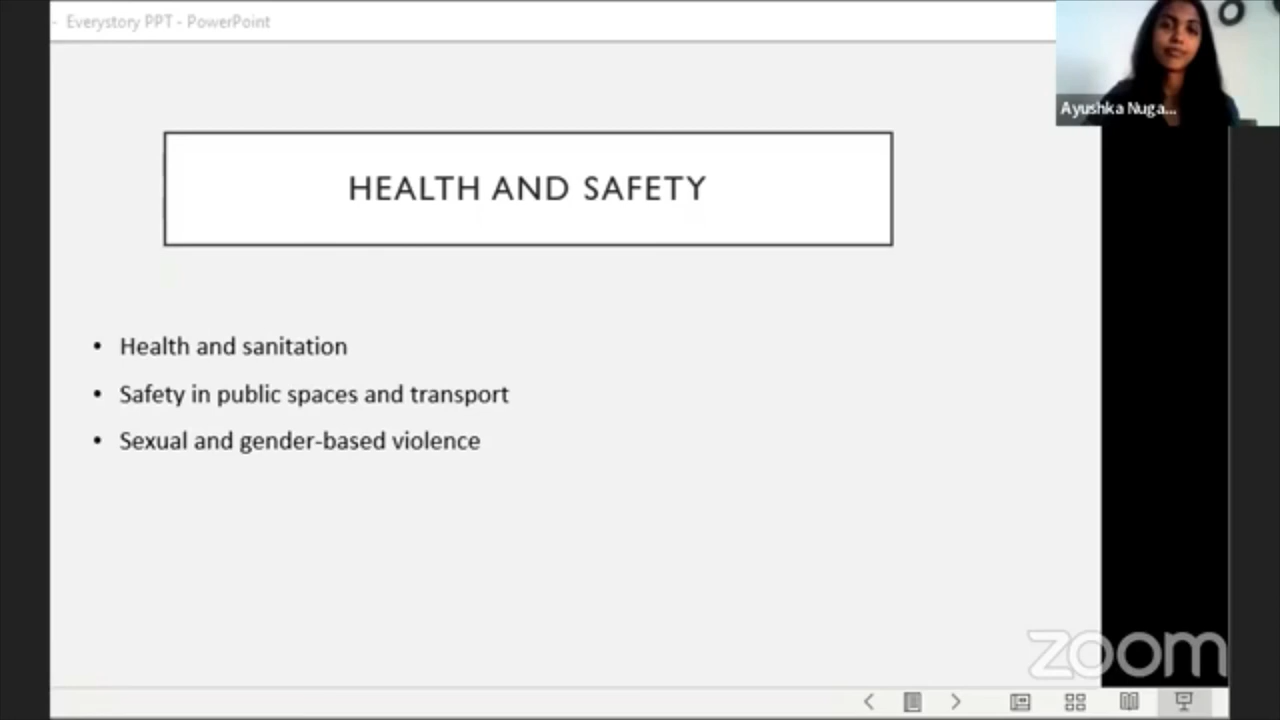 - Everystory PPT - PowerPoint
Ayushka Nuga...
HEALTH AND SAFETY
• Health and sanitation
• Safety in public spaces and transport
• Sexual and gender-based violence
zoom